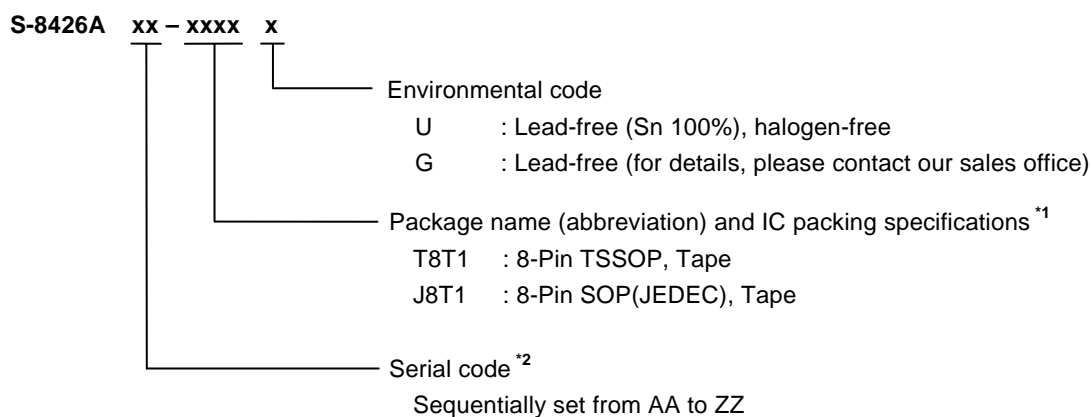 S-8426A xx – xxxx x
Environmental code
U : Lead-free (Sn 100%), halogen-free
G : Lead-free (for details, please contact our sales office)
Package name (abbreviation) and IC packing specifications *1
T8T1 : 8-Pin TSSOP, Tape
J8T1 : 8-Pin SOP(JEDEC), Tape
Serial code *2
Sequentially set from AA to ZZ